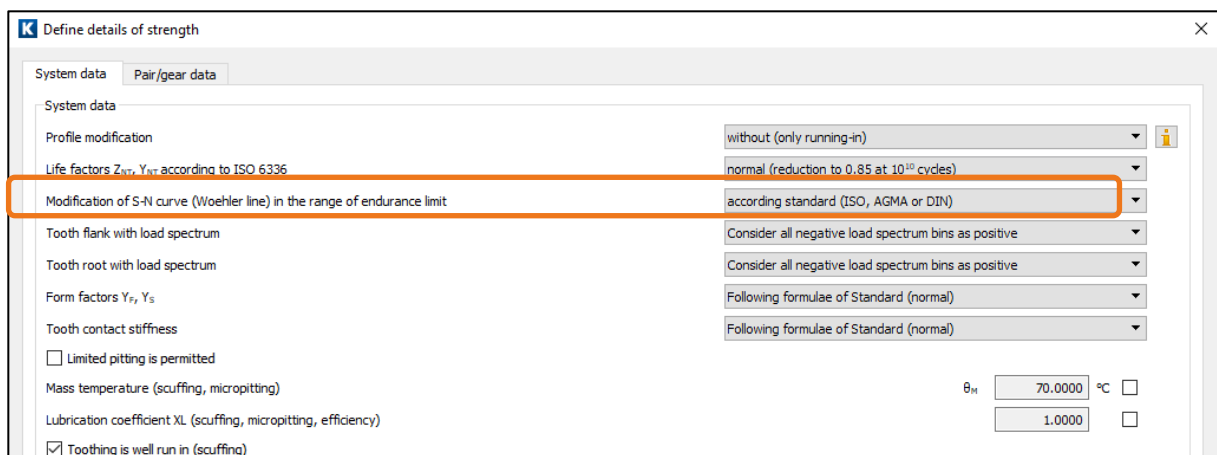 K Define details of strength
System data Pair/gear data
System data
Profile modification without (only running-in)
Life factors ZNT, YNT according to ISO 6336 normal (reduction to 0.85 at 10¹⁰ cycles)
Modification of S-N curve (Woehler line) in the range of endurance limit according standard (ISO, AGMA or DIN)
Tooth flank with load spectrum Consider all negative load spectrum bins as positive
Tooth root with load spectrum Consider all negative load spectrum bins as positive
Form factors YF, YS Following formulae of Standard (normal)
Tooth contact stiffness Following formulae of Standard (normal)
Limited pitting is permitted
Mass temperature (scuffing, micropitting) θM 70.0000 °C
Lubrication coefficient XL (scuffing, micropitting, efficiency) 1.0000
Toothing is well run in (scuffing)